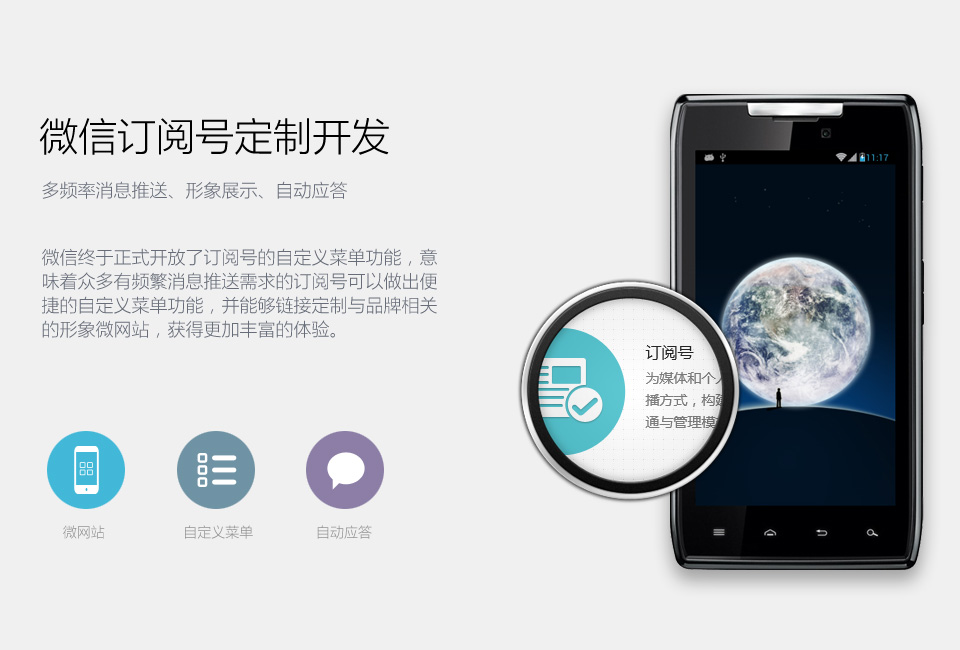 微信订阅号定制开发
多频率消息推送、形象展示、自动应答
微信终于正式开放了订阅号的自定义菜单功能，意
味着众多有频繁消息推送需求的订阅号可以做出便
捷的自定义菜单功能，并能够链接定制与品牌相关
的形象微网站，获得更加丰富的体验。
微网站
自定义菜单
自动应答
11:17
订阅号
为媒体和个人
播方式，构建
通与管理模